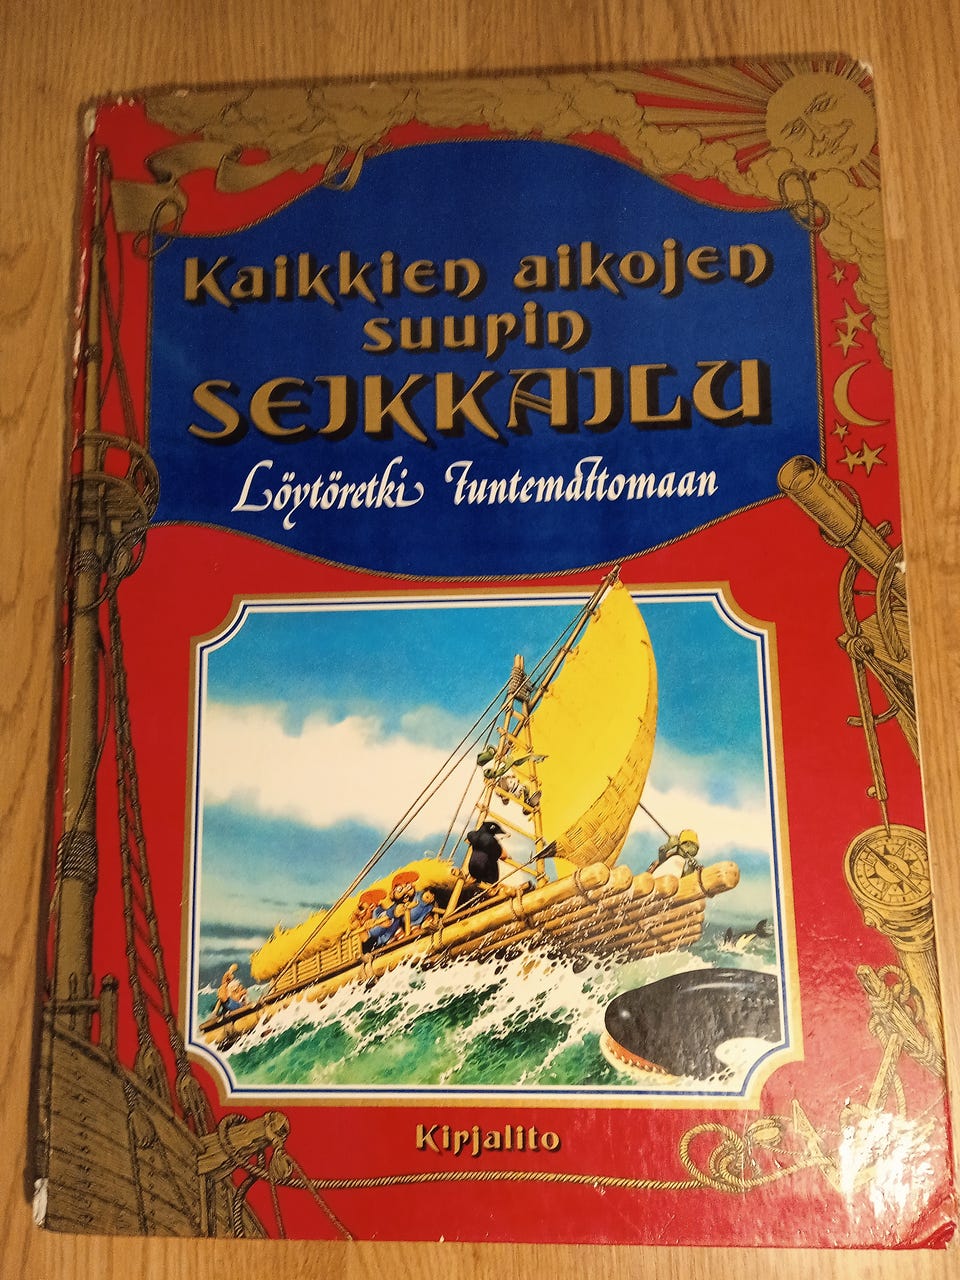 Kaikkien aikojen
suurin
SEIKKAILU
Löytöretki tuntemattomaan
Kirjalito